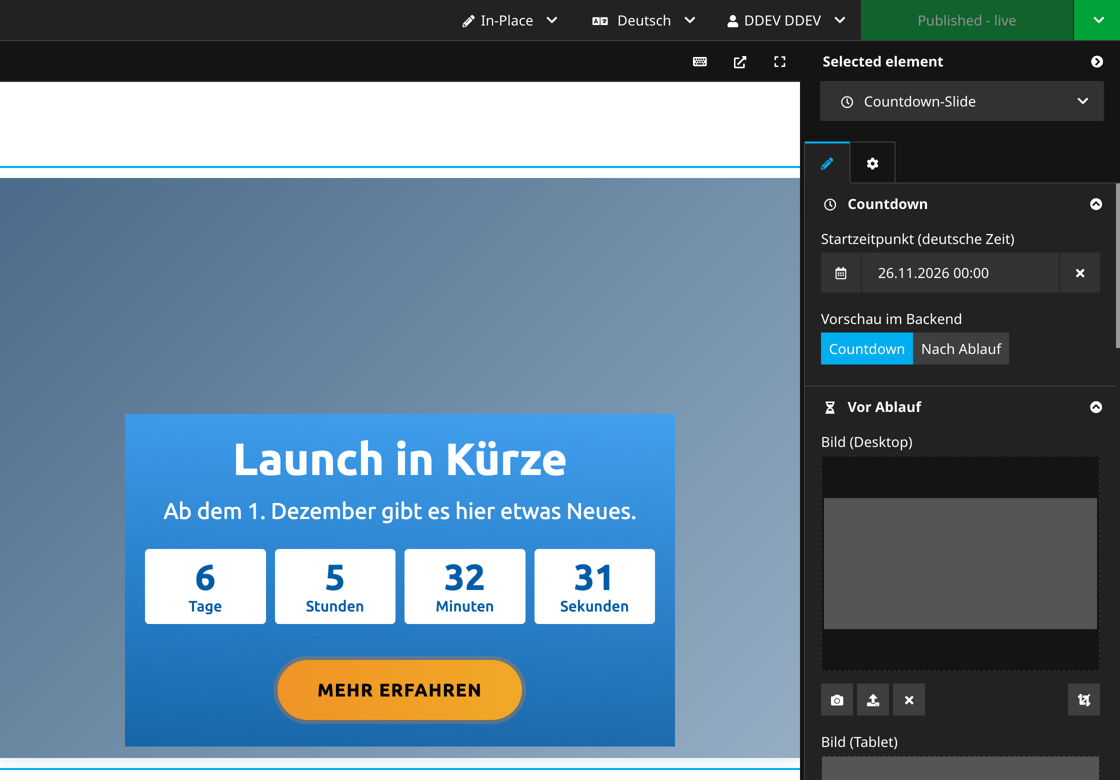 In-Place
Deutsch
DDEV DDEV
Published - live
Selected element
Countdown-Slide
Countdown
Startzeitpunkt (deutsche Zeit)
26.11.2026 00:00
Vorschau im Backend
Countdown
Nach Ablauf
Vor Ablauf
Bild (Desktop)
Bild (Tablet)
Launch in Kürze
Ab dem 1. Dezember gibt es hier etwas Neues.
6 5 32 31
Tage Stunden Minuten Sekunden
MEHR ERFAHREN